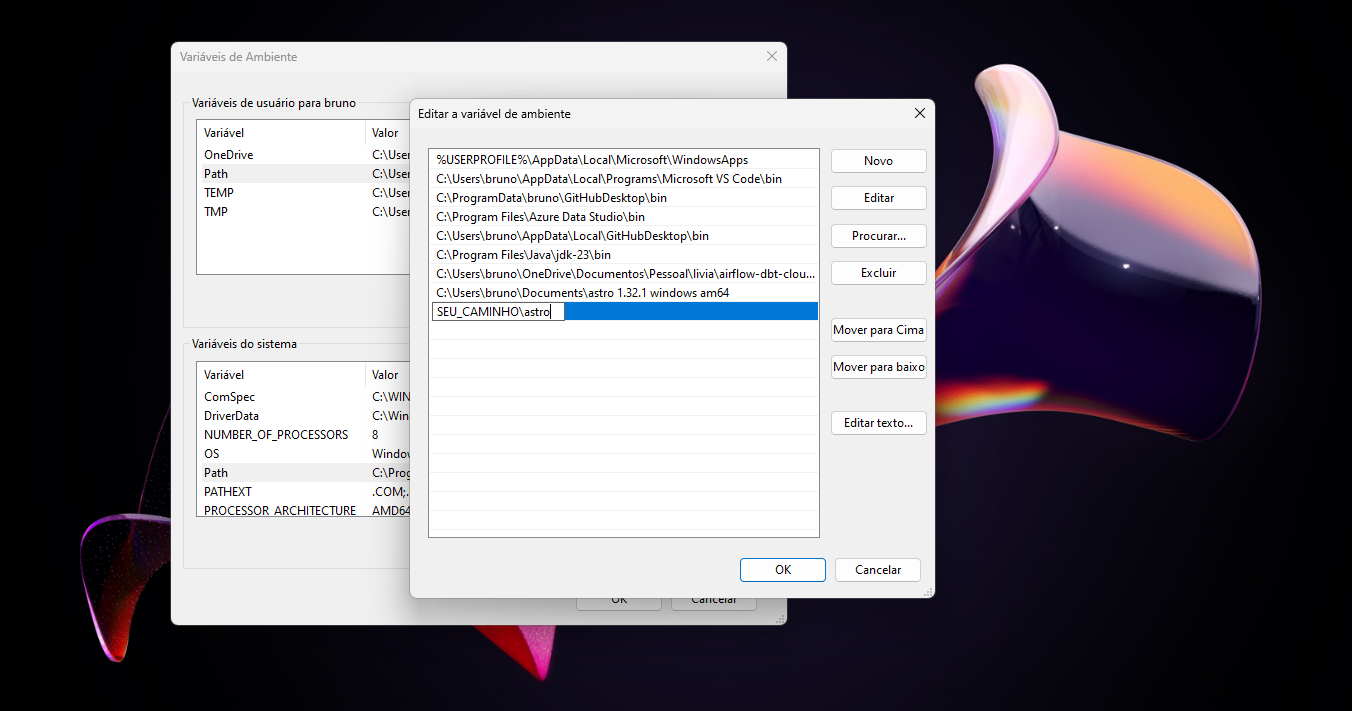 Variáveis de Ambiente
Variáveis de usuário para bruno
Variável Valor
OneDrive C:\User
Path C:\User
TEMP C:\User
TMP C:\User
Variáveis do sistema
Variável Valor
ComSpec C:\WIN
DriverData C:\Win
NUMBER_OF_PROCESSORS 8
OS Window
Path C:\Prog
PATHEXT .COM;.
PROCESSOR_ARCHITECTURE AMD64
OK
Cancelar
Editar a variável de ambiente
%USERPROFILE%\AppData\Local\Microsoft\WindowsApps
C:\Users\bruno\AppData\Local\Programs\Microsoft VS Code\bin
C:\ProgramData\bruno\GitHubDesktop\bin
C:\Program Files\Azure Data Studio\bin
C:\Users\bruno\AppData\Local\GitHubDesktop\bin
C:\Program Files\Java\jdk-23\bin
C:\Users\bruno\OneDrive\Documentos\Pessoal\livia\airflow-dbt-clou...
C:\Users\bruno\Documents\astro 1.32.1 windows am64
SEU_CAMINHO\astro
Novo
Editar
Procurar...
Excluir
Mover para Cima
Mover para baixo
Editar texto...
OK
Cancelar